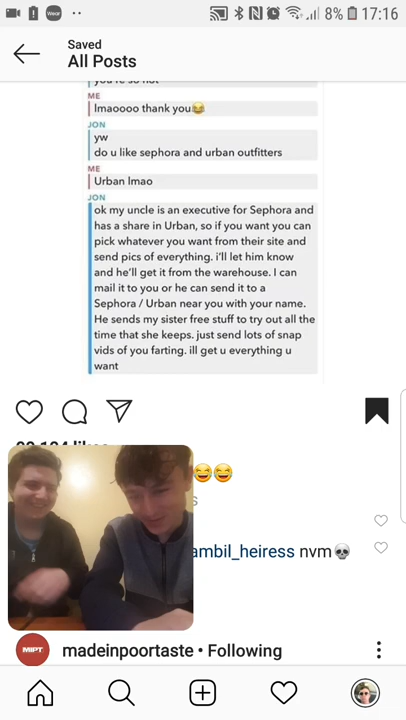 17:16
8%
Saved
All Posts
you're so hot
ME
lmaoooo thank you😂
JON
yw
do u like sephora and urban outfitters
ME
Urban lmao
JON
ok my uncle is an executive for Sephora and
has a share in Urban, so if you want you can
pick whatever you want from their site and
send pics of everything. i'll let him know
and he'll get it from the warehouse. I can
mail it to you or he can send it to a
Sephora / Urban near you with your name.
He sends my sister free stuff to try out all the
time that she keeps. just send lots of snap
vids of you farting. ill get u everything u
want
likes
😂😂
ambil_heiress nvm💀
MIPT
madeinpoortaste • Following